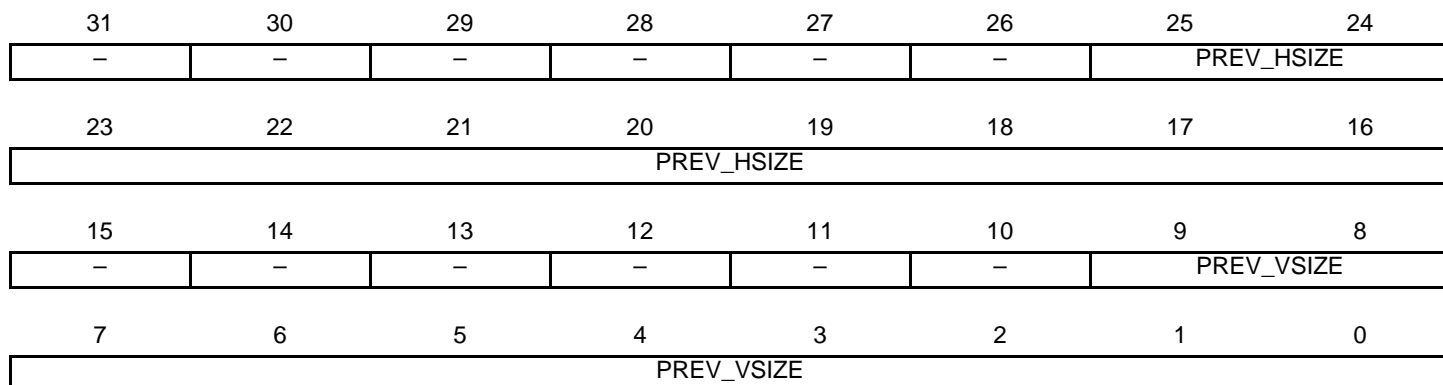 31 30 29 28 27 26 25 24
– – – – – – PREV_HSIZE
23 22 21 20 19 18 17 16
PREV_HSIZE
15 14 13 12 11 10 9 8
– – – – – – PREV_VSIZE
7 6 5 4 3 2 1 0
PREV_VSIZE